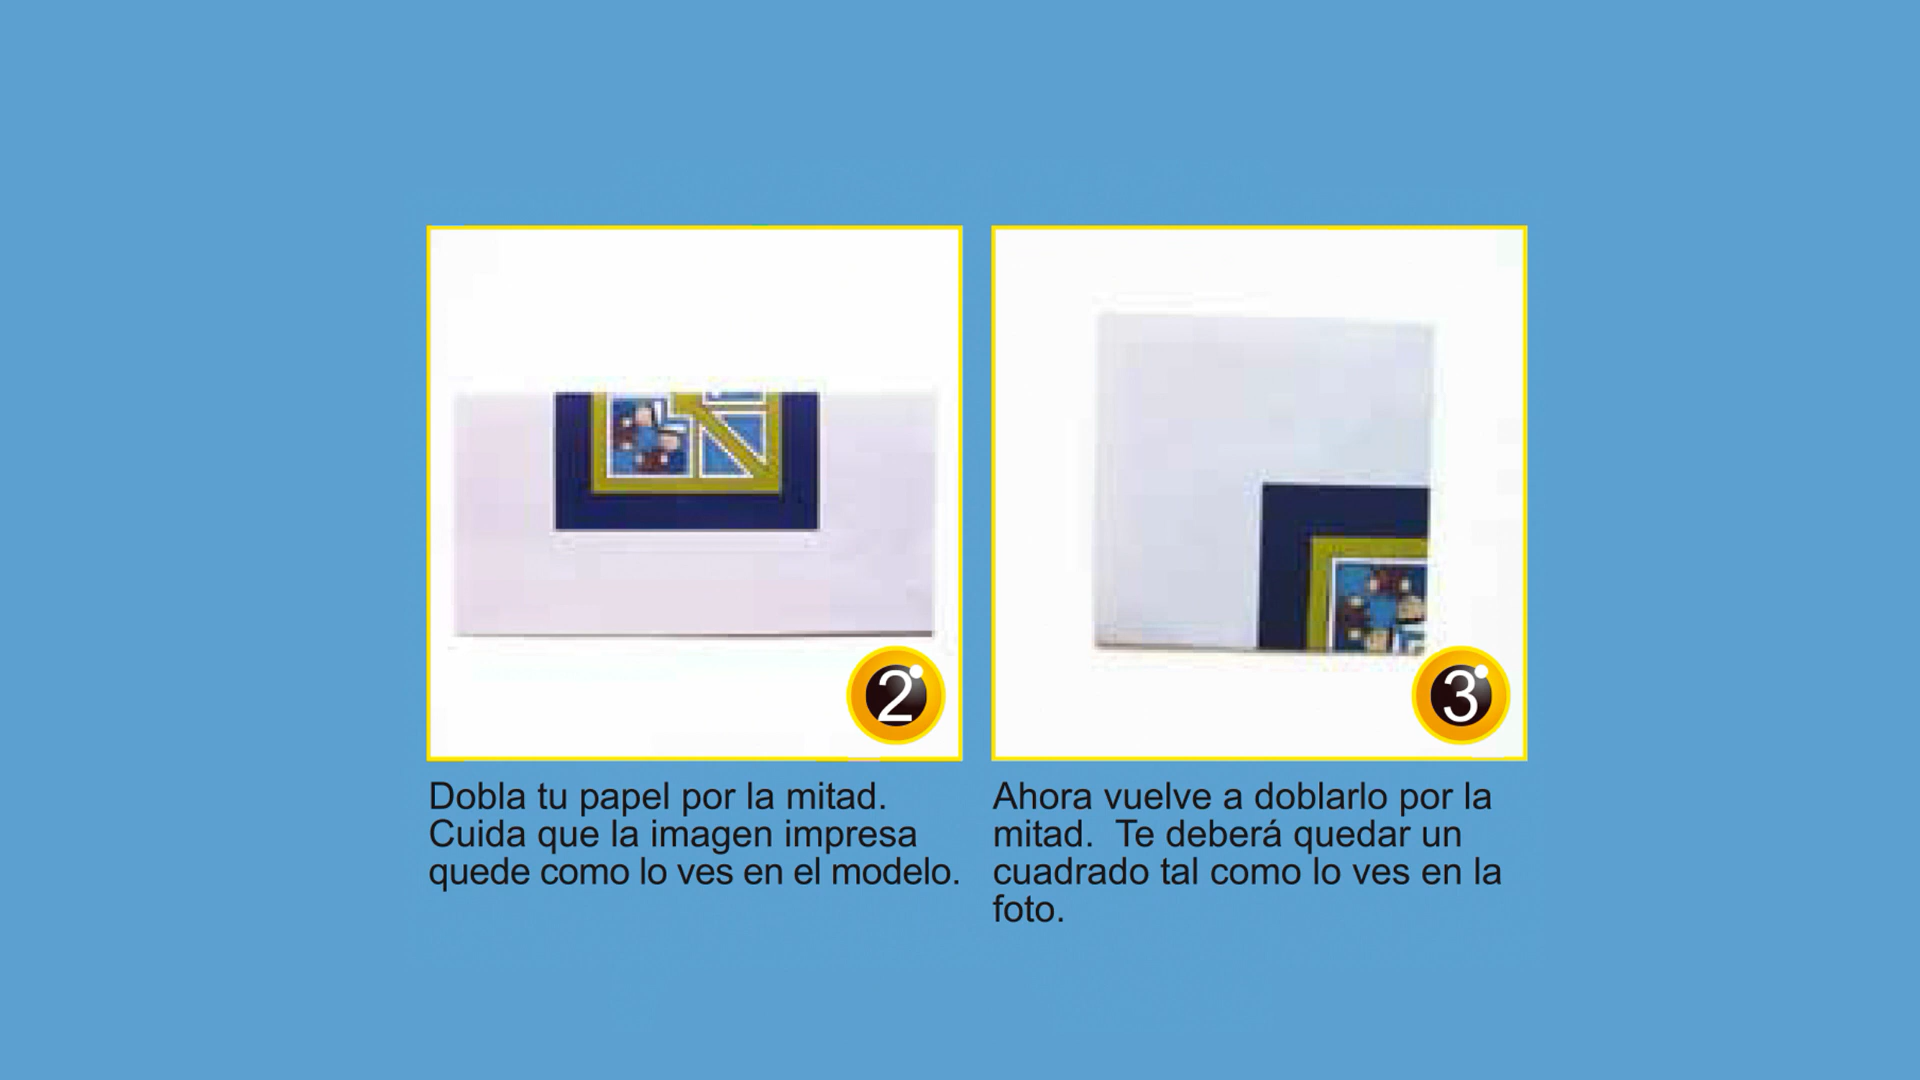 2
Dobla tu papel por la mitad.
Cuida que la imagen impresa
quede como lo ves en el modelo.
3
Ahora vuelve a doblarlo por la
mitad.  Te deberá quedar un
cuadrado tal como lo ves en la
foto.